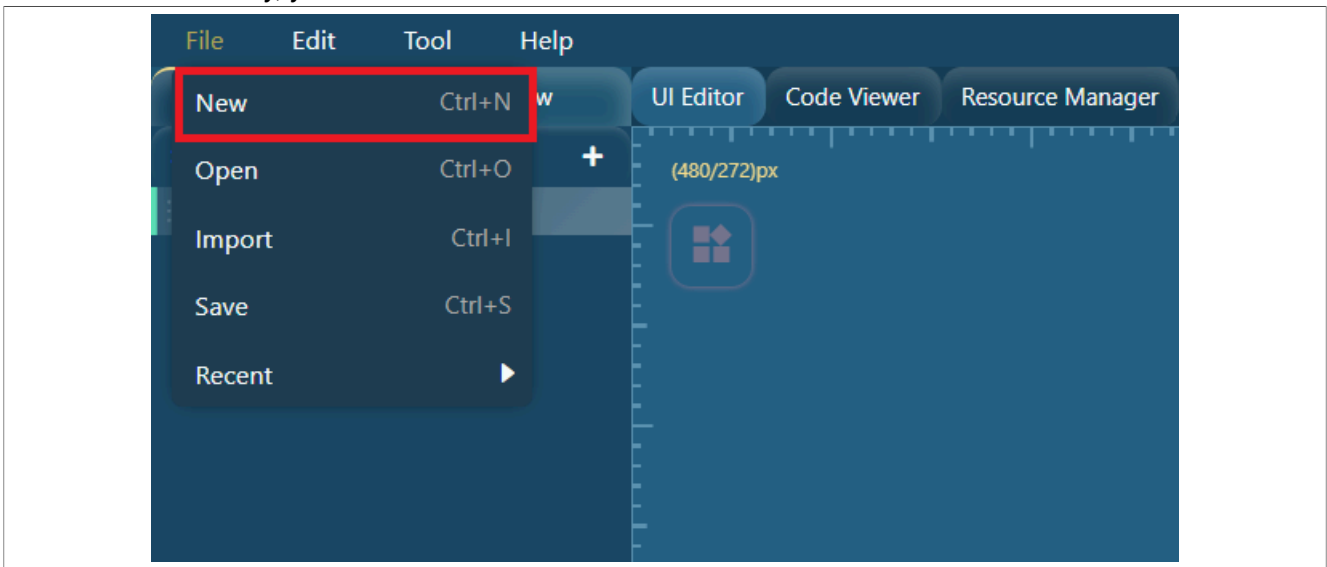 File Edit Tool Help
New Ctrl+N
w
UI Editor Code Viewer Resource Manager
+
Open Ctrl+O
(480/272)px
Import Ctrl+I
Save Ctrl+S
Recent